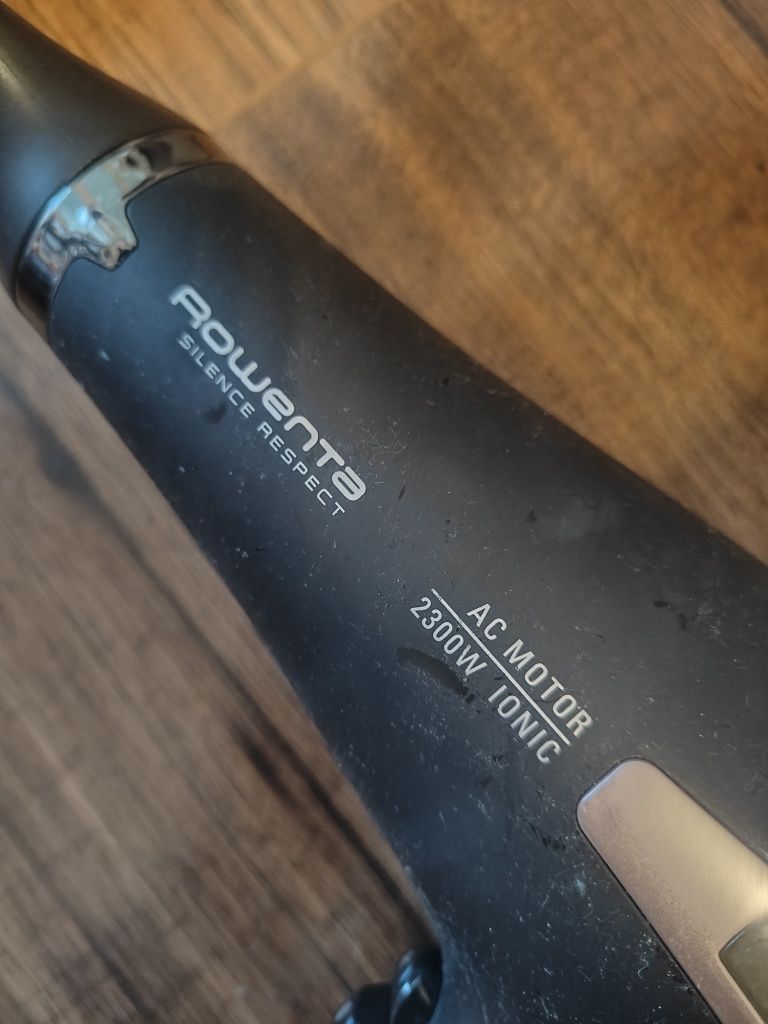 Rowenta
SILENCE RESPECT
AC MOTOR
2300W IONIC